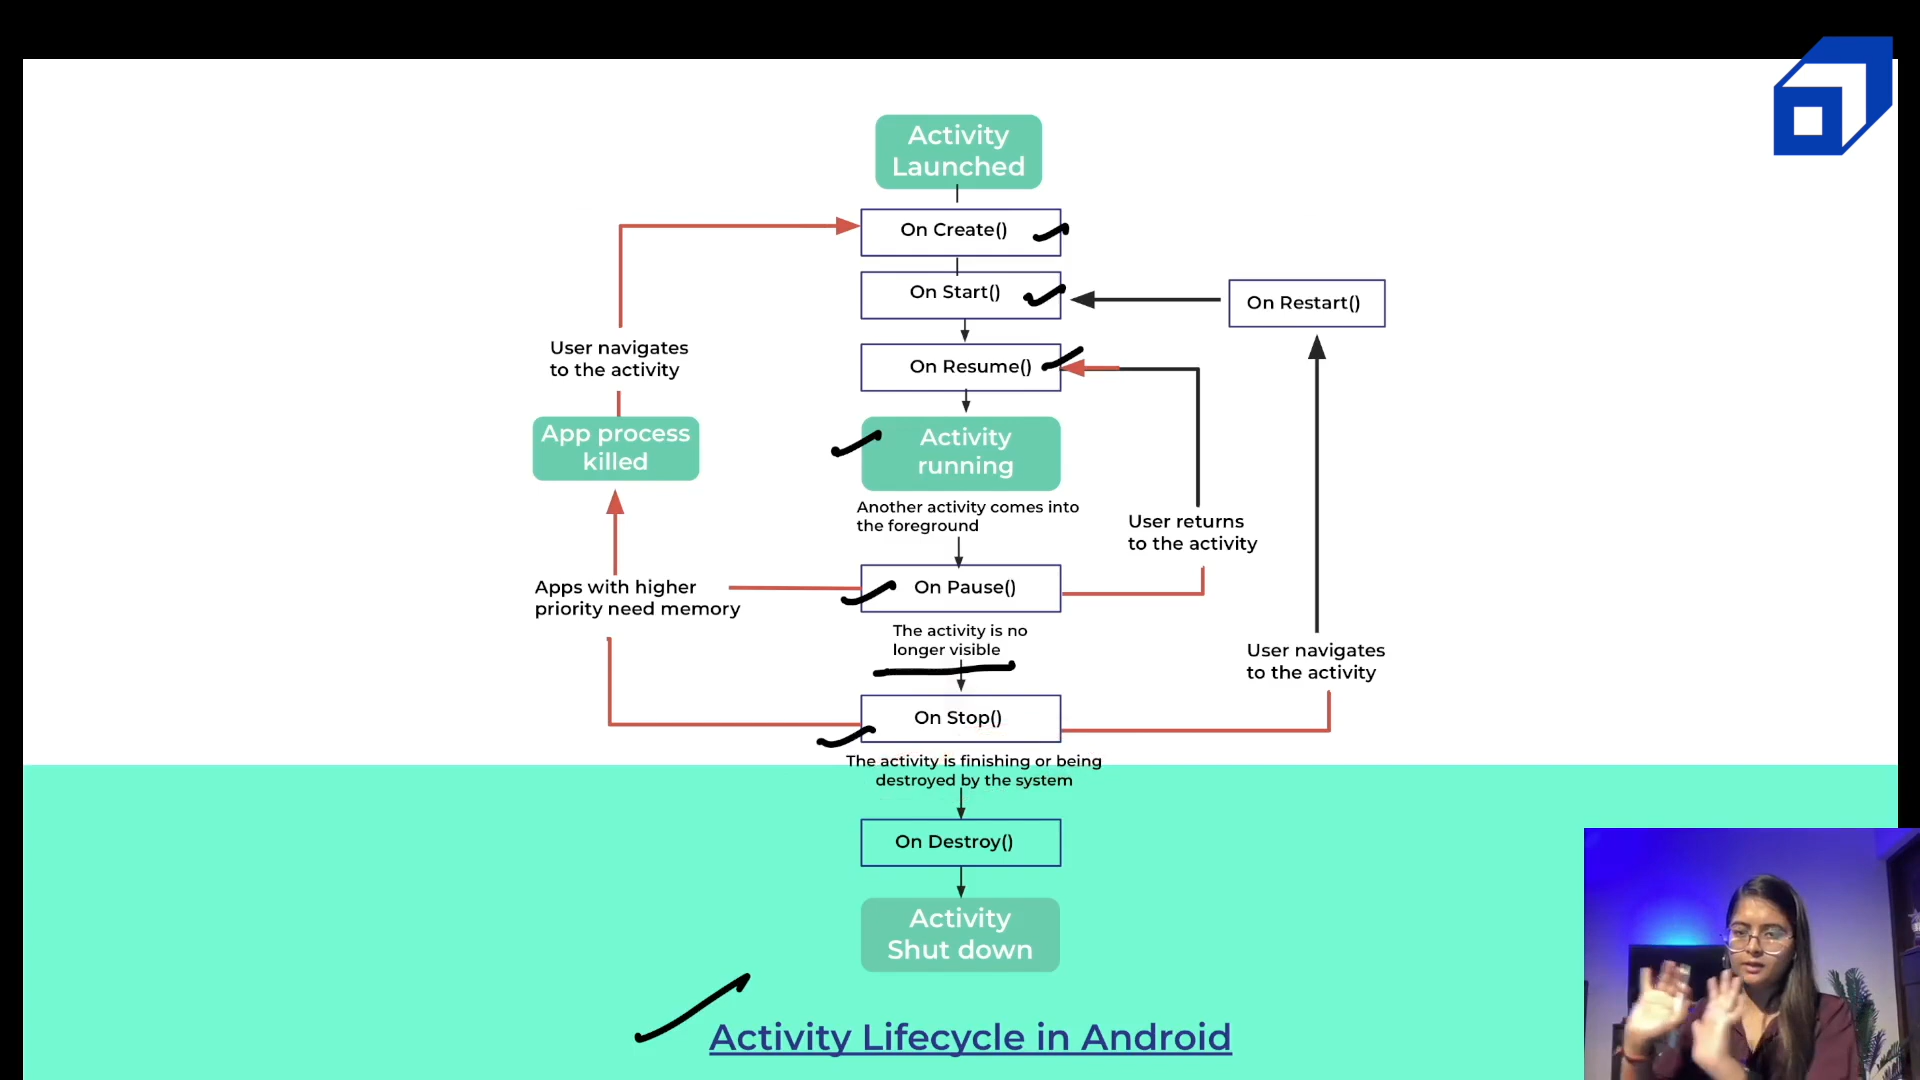 Activity
Launched
On Create()
On Start()
On Restart()
On Resume()
User navigates
to the activity
App process
killed
Activity
running
Another activity comes into
the foreground
User returns
to the activity
Apps with higher
priority need memory
On Pause()
The activity is no
longer visible
User navigates
to the activity
On Stop()
The activity is finishing or being
destroyed by the system
On Destroy()
Activity
Shut down
Activity Lifecycle in Android